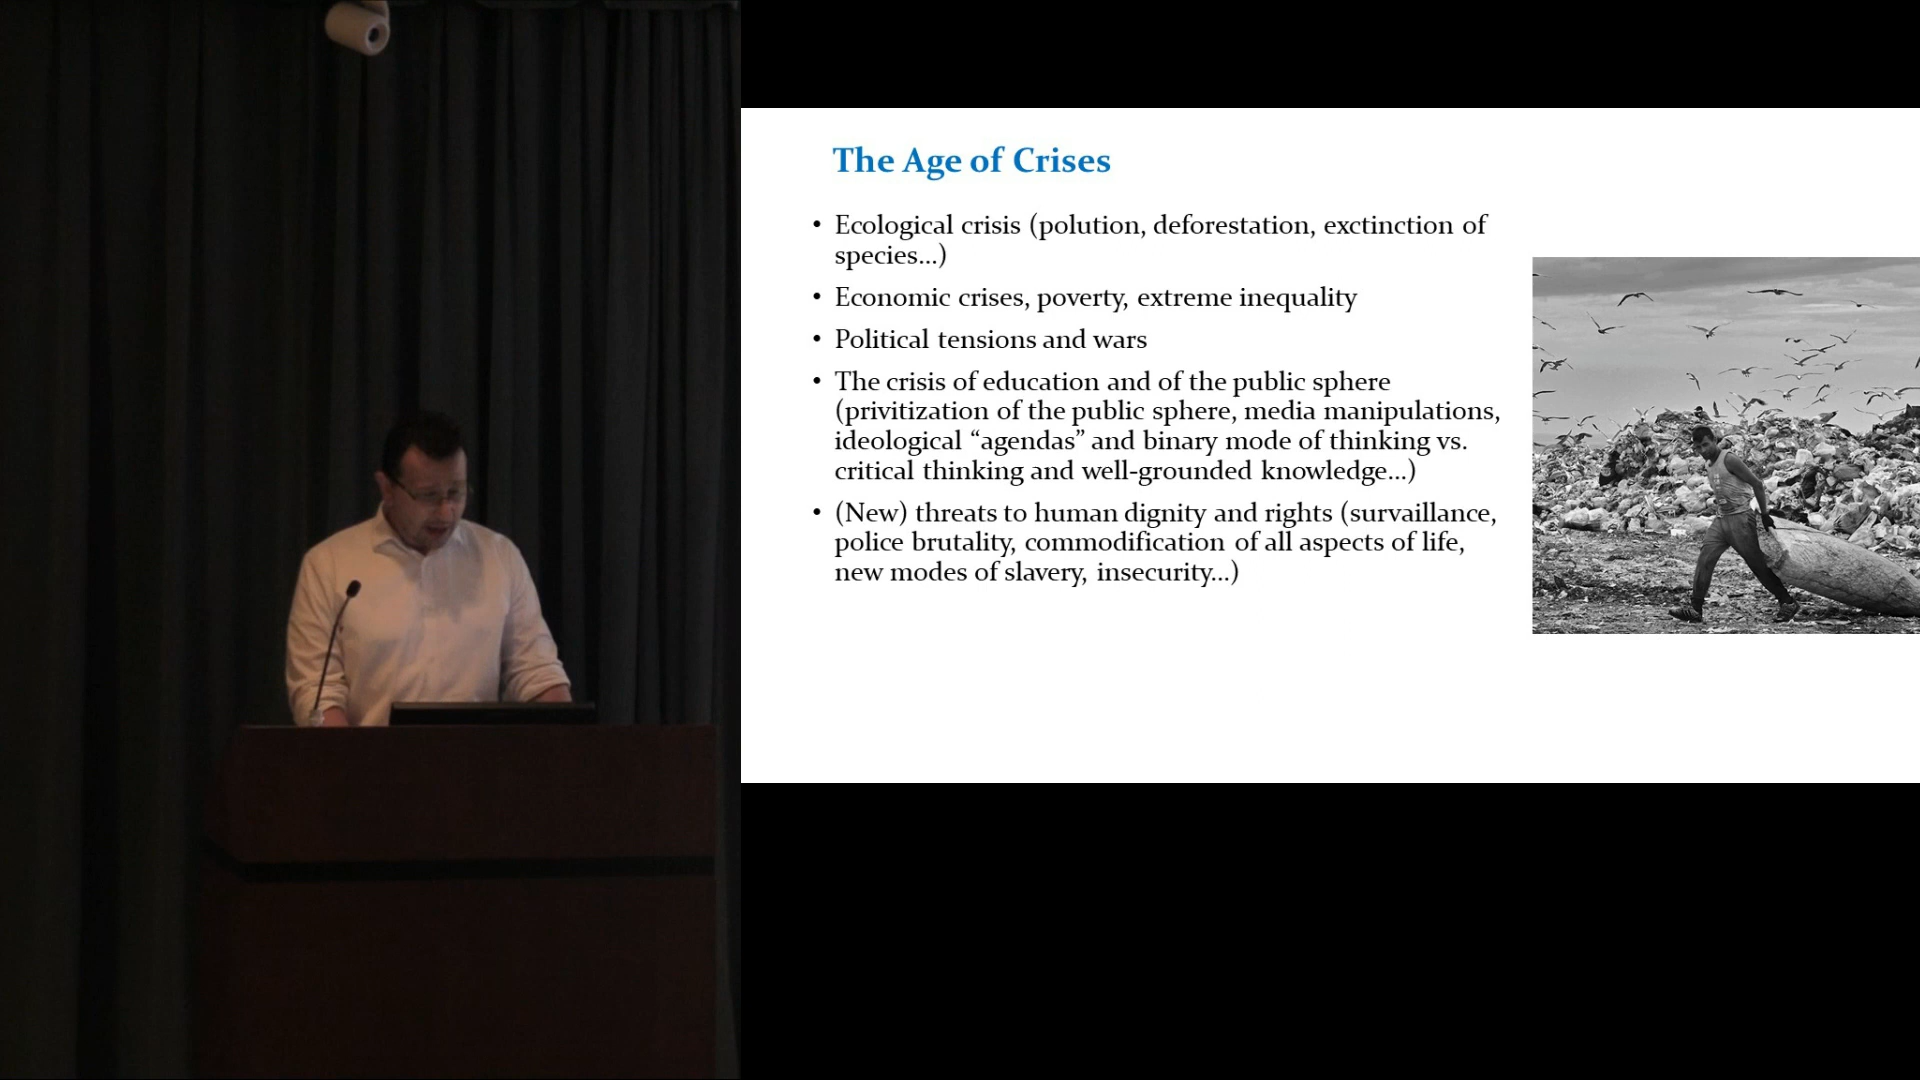 The Age of Crises
• Ecological crisis (polution, deforestation, exctinction of
species...)
• Economic crises, poverty, extreme inequality
• Political tensions and wars
• The crisis of education and of the public sphere
(privitization of the public sphere, media manipulations,
ideological “agendas” and binary mode of thinking vs.
critical thinking and well-grounded knowledge...)
• (New) threats to human dignity and rights (survaillance,
police brutality, commodification of all aspects of life,
new modes of slavery, insecurity...)